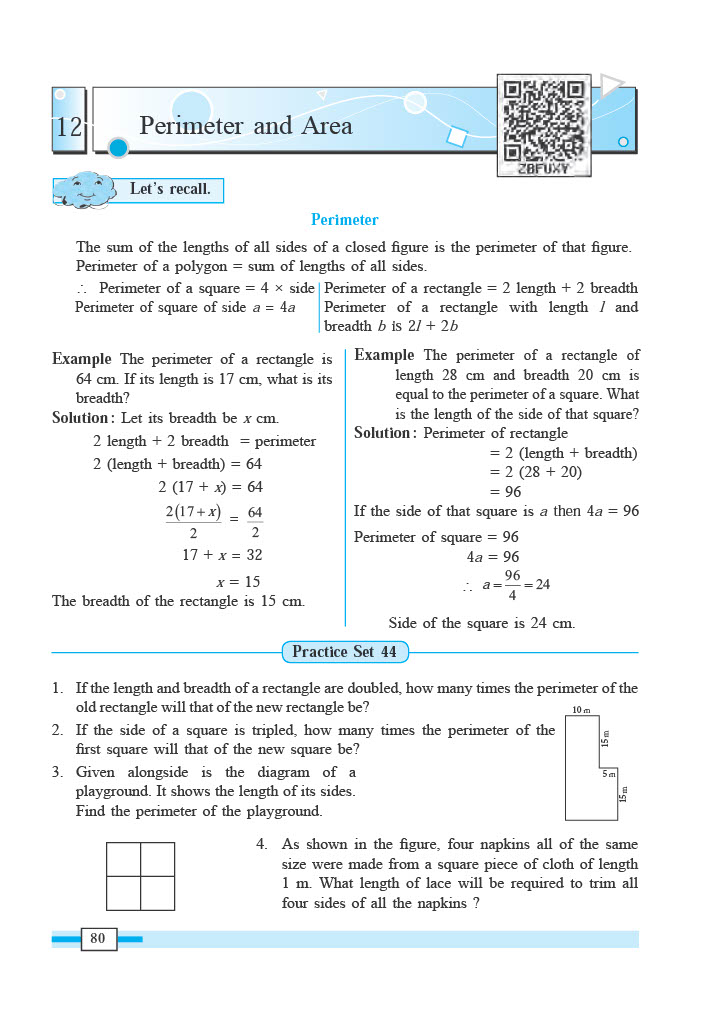 12
Perimeter and Area
ZBFUXY
Let's recall.
Perimeter
The sum of the lengths of all sides of a closed figure is the perimeter of that figure.
Perimeter of a polygon = sum of lengths of all sides.
∴ Perimeter of a square = 4 × side
Perimeter of square of side a = 4a
Perimeter of a rectangle = 2 length + 2 breadth
Perimeter of a rectangle with length l and
breadth b is 2l + 2b
Example The perimeter of a rectangle is
64 cm. If its length is 17 cm, what is its
breadth?
Solution : Let its breadth be x cm.
2 length + 2 breadth = perimeter
2 (length + breadth) = 64
2 (17 + x) = 64
2(17+x)/2 = 64/2
17 + x = 32
x = 15
The breadth of the rectangle is 15 cm.
Example The perimeter of a rectangle of
length 28 cm and breadth 20 cm is
equal to the perimeter of a square. What
is the length of the side of that square?
Solution : Perimeter of rectangle
= 2 (length + breadth)
= 2 (28 + 20)
= 96
If the side of that square is a then 4a = 96
Perimeter of square = 96
4a = 96
∴ a = 96/4 = 24
Side of the square is 24 cm.
Practice Set 44
1. If the length and breadth of a rectangle are doubled, how many times the perimeter of the
old rectangle will that of the new rectangle be?
2. If the side of a square is tripled, how many times the perimeter of the
first square will that of the new square be?
3. Given alongside is the diagram of a
playground. It shows the length of its sides.
Find the perimeter of the playground.
10 m
15 m
5 m
15 m
4. As shown in the figure, four napkins all of the same
size were made from a square piece of cloth of length
1 m. What length of lace will be required to trim all
four sides of all the napkins ?
80